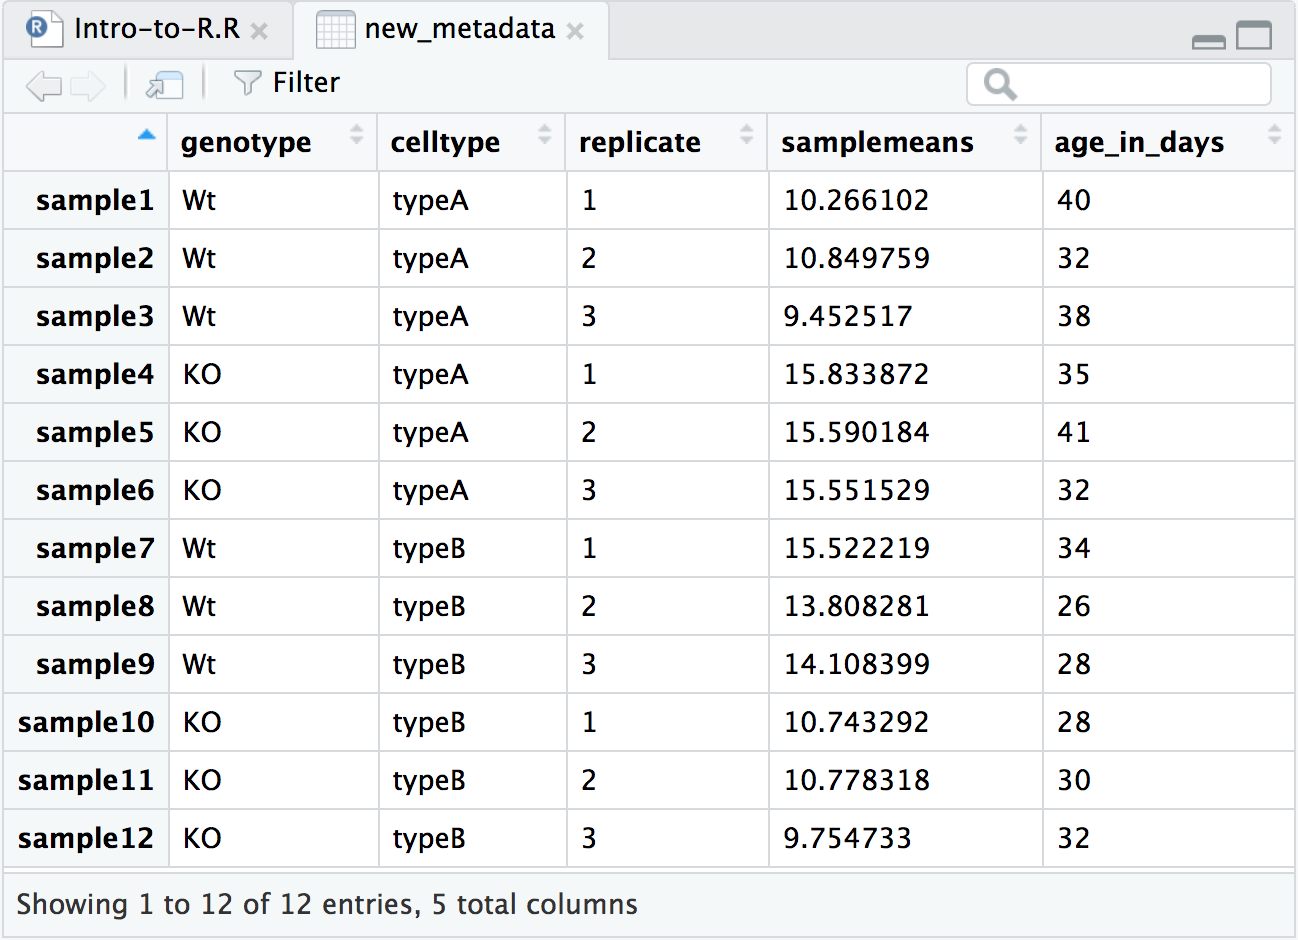 R Intro-to-R.R new_metadata
Filter
genotype celltype replicate samplemeans age_in_days
sample1 Wt typeA 1 10.266102 40
sample2 Wt typeA 2 10.849759 32
sample3 Wt typeA 3 9.452517 38
sample4 KO typeA 1 15.833872 35
sample5 KO typeA 2 15.590184 41
sample6 KO typeA 3 15.551529 32
sample7 Wt typeB 1 15.522219 34
sample8 Wt typeB 2 13.808281 26
sample9 Wt typeB 3 14.108399 28
sample10 KO typeB 1 10.743292 28
sample11 KO typeB 2 10.778318 30
sample12 KO typeB 3 9.754733 32
Showing 1 to 12 of 12 entries, 5 total columns